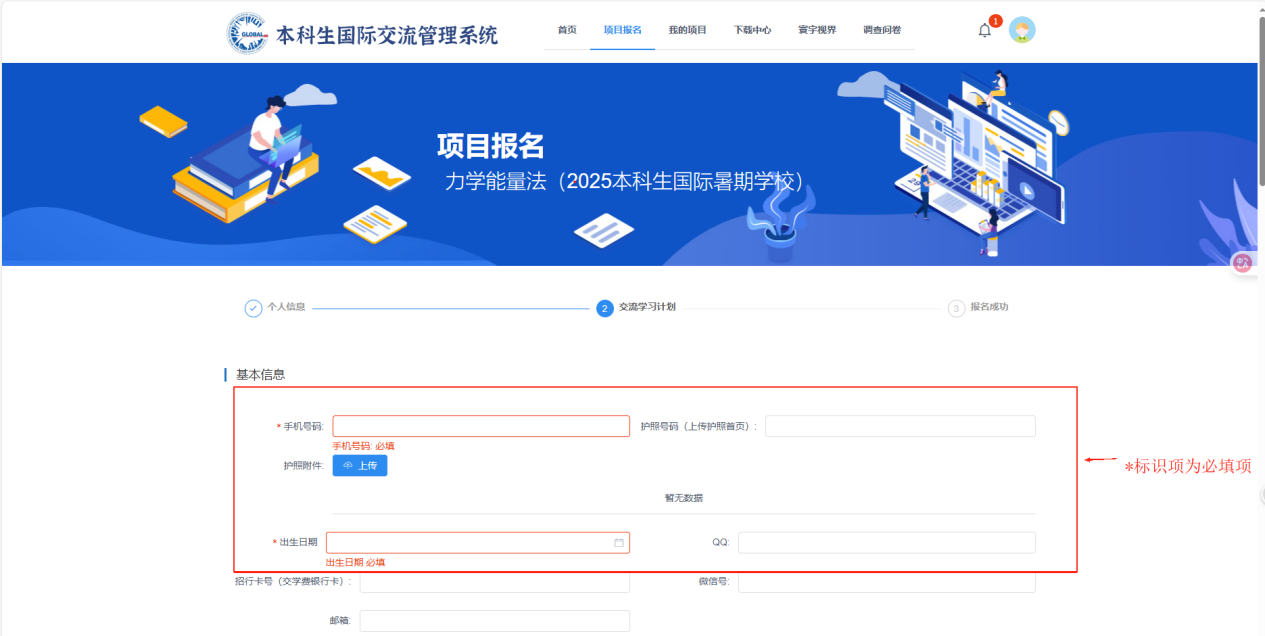 GLOBAL
本科生国际交流管理系统
首页 项目报名 我的项目 下载中心 寰宇视界 调查问卷
1
项目报名
力学能量法（2025本科生国际暑期学校）
个人信息 2 交流学习计划 3 报名成功
基本信息
* 手机号码: 护照号码（上传护照首页）:
手机号码: 必填
护照附件: 上传
*标识项为必填项
暂无数据
* 出生日期 QQ:
出生日期 必填
招行卡号（交学费银行卡）: 微信号:
邮箱: